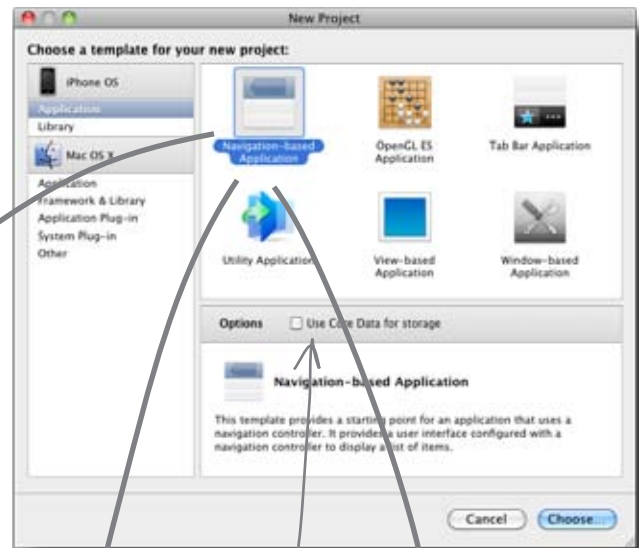 New Project
Choose a template for your new project:
iPhone OS
Application
Library
Mac OS X
Application
Framework & Library
Application Plug-in
System Plug-in
Other
Navigation-based
Application
OpenGL ES
Application
Tab Bar Application
Utility Application
View-based
Application
Window-based
Application
Options
Use Core Data for storage
Navigation-based Application
This template provides a starting point for an application that uses a
navigation controller. It provides a user interface configured with a
navigation controller to display a list of items.
Cancel
Choose...